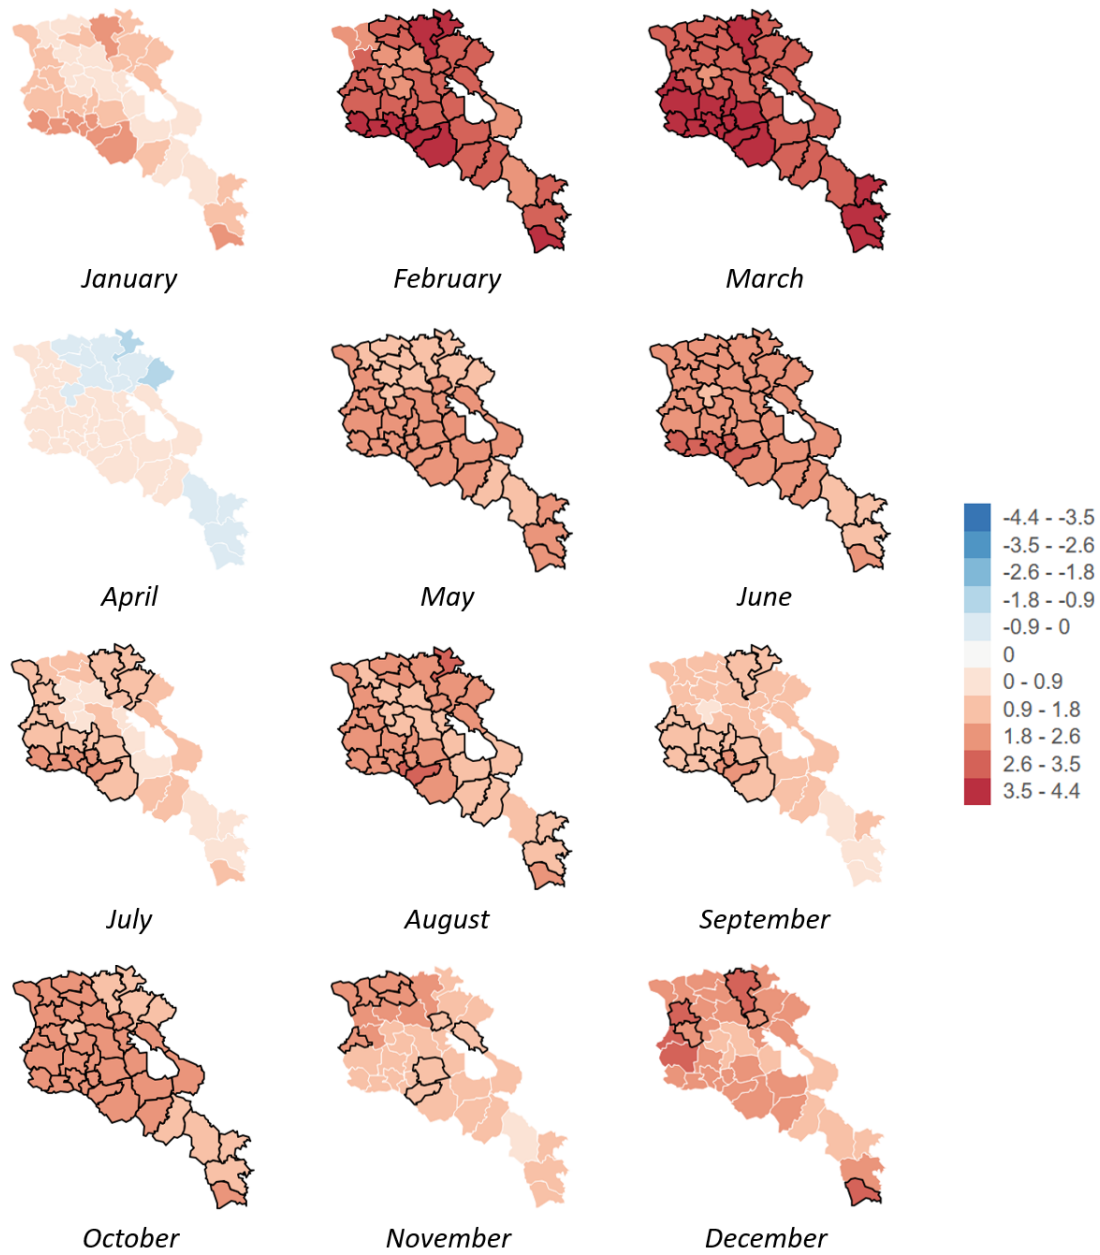 January
February
March
April
May
June
-4.4 - -3.5
-3.5 - -2.6
-2.6 - -1.8
-1.8 - -0.9
-0.9 - 0
0
0 - 0.9
0.9 - 1.8
1.8 - 2.6
2.6 - 3.5
3.5 - 4.4
July
August
September
October
November
December